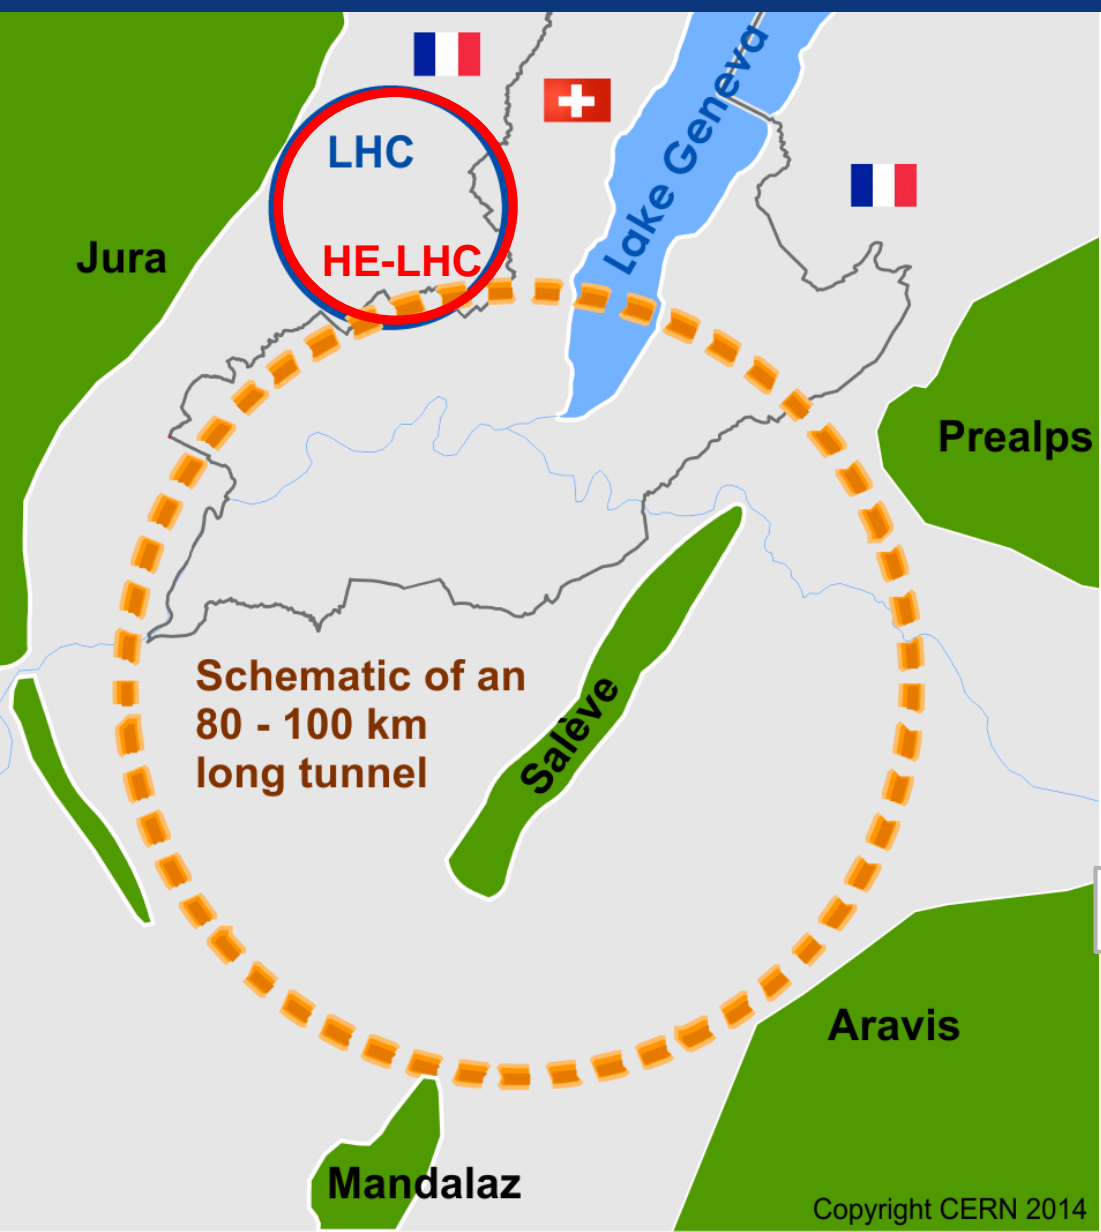 Lake Geneva
LHC
HE-LHC
Jura
Prealps
Schematic of an
80 - 100 km
long tunnel
Salève
Aravis
Mandalaz
Copyright CERN 2014